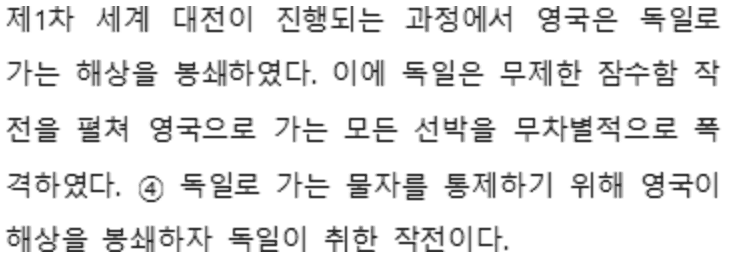 제1차 세계 대전이 진행되는 과정에서 영국은 독일로
가는 해상을 봉쇄하였다. 이에 독일은 무제한 잠수함 작
전을 펼쳐 영국으로 가는 모든 선박을 무차별적으로 폭
격하였다. ④ 독일로 가는 물자를 통제하기 위해 영국이
해상을 봉쇄하자 독일이 취한 작전이다.